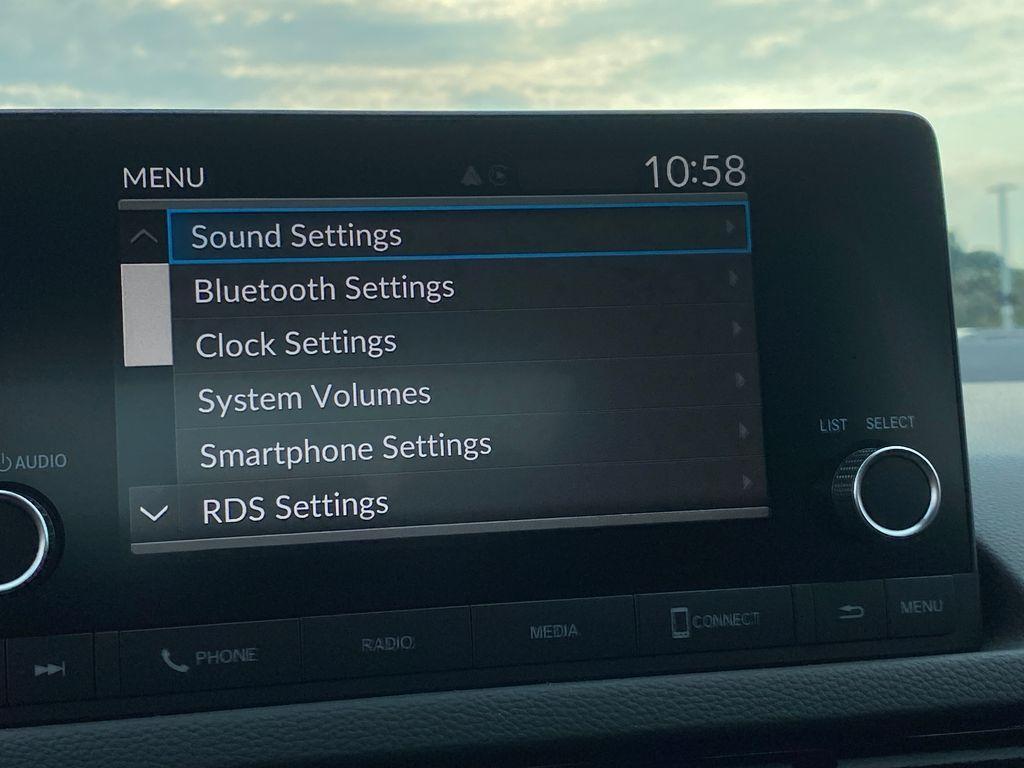 MENU
10:58
Sound Settings
Bluetooth Settings
Clock Settings
System Volumes
Smartphone Settings
RDS Settings
AUDIO
LIST SELECT
PHONE
RADIO
MEDIA
CONNECT
MENU